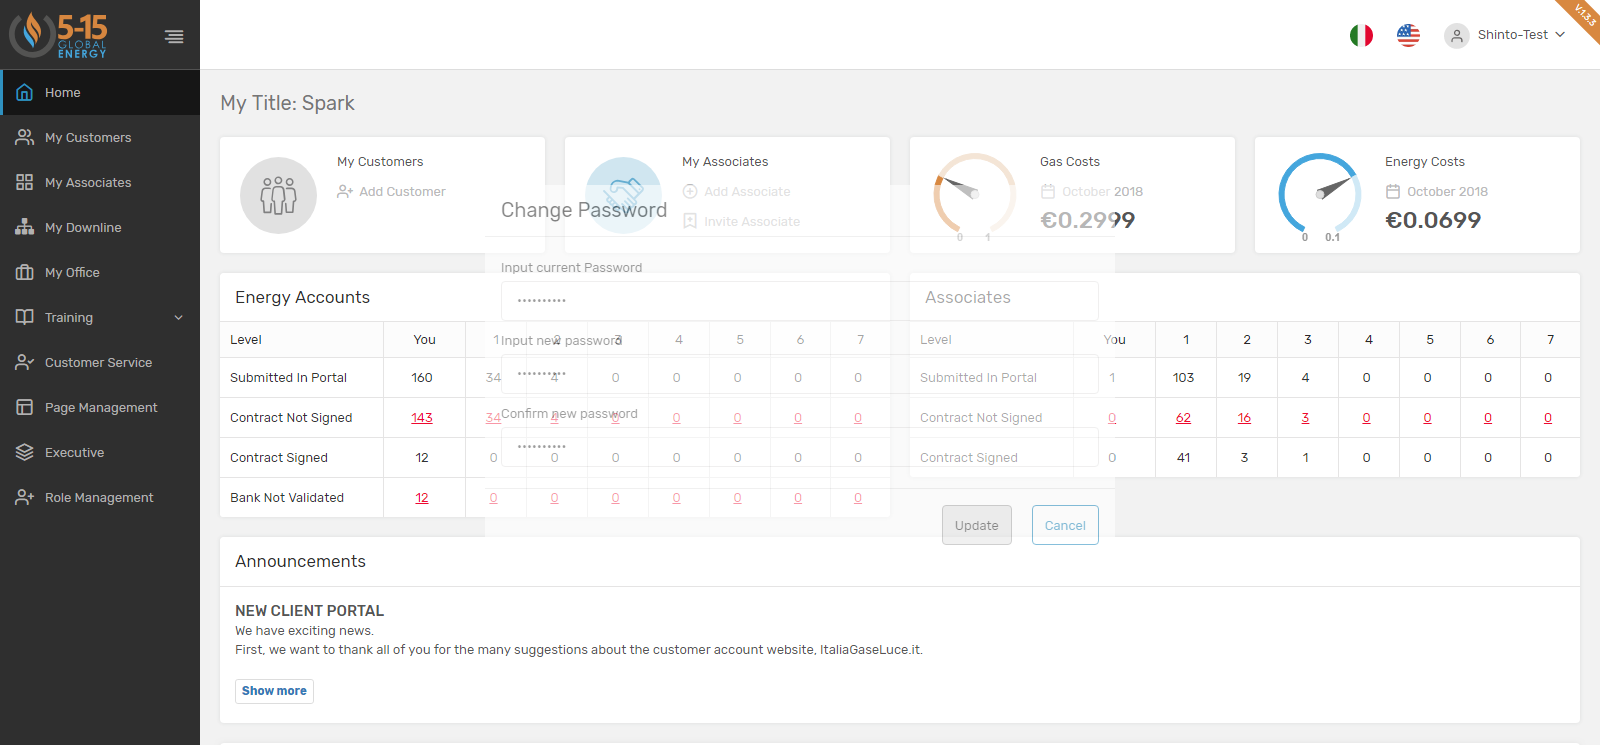 5-15
GLOBAL
ENERGY
Home
My Customers
My Associates
My Downline
My Office
Training
Customer Service
Page Management
Executive
Role Management
Shinto-Test
V.1.3.3
My Title: Spark
My Customers
Add Customer
My Associates
Add Associate
Invite Associate
Gas Costs
October 2018
€0.2999
0 1
Energy Costs
October 2018
€0.0699
0 0.1
Change Password
Input current Password
••••••••••
Input new password
••••••••••
Confirm new password
••••••••••
Update Cancel
Energy Accounts
Level You 1 2 3 4 5 6 7
Submitted In Portal 160 34 4 0 0 0 0 0
Contract Not Signed 143 34 4 0 0 0 0 0
Contract Signed 12 0 0 0 0 0 0 0
Bank Not Validated 12 0 0 0 0 0 0 0
Associates
Level You 1 2 3 4 5 6 7
Submitted In Portal 1 103 19 4 0 0 0 0
Contract Not Signed 0 62 16 3 0 0 0 0
Contract Signed 0 41 3 1 0 0 0 0
Announcements
NEW CLIENT PORTAL
We have exciting news.
First, we want to thank all of you for the many suggestions about the customer account website, ItaliaGaseLuce.it.
Show more